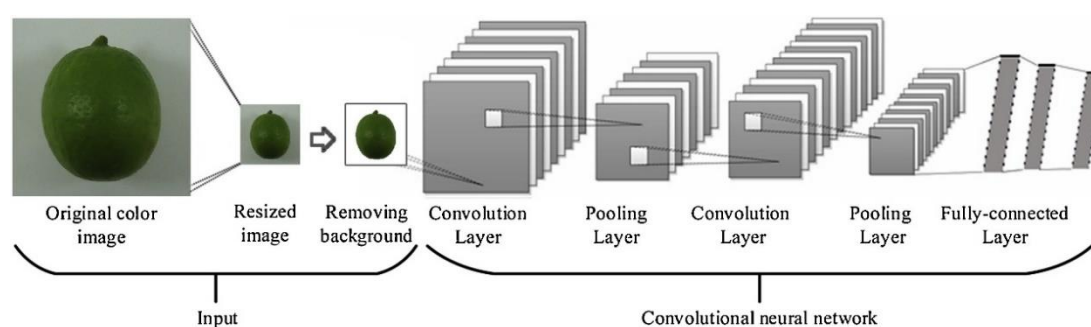 Original color
image
Resized
image
Removing
background
Convolution
Layer
Pooling
Layer
Convolution
Layer
Pooling
Layer
Fully-connected
Layer
Input
Convolutional neural network